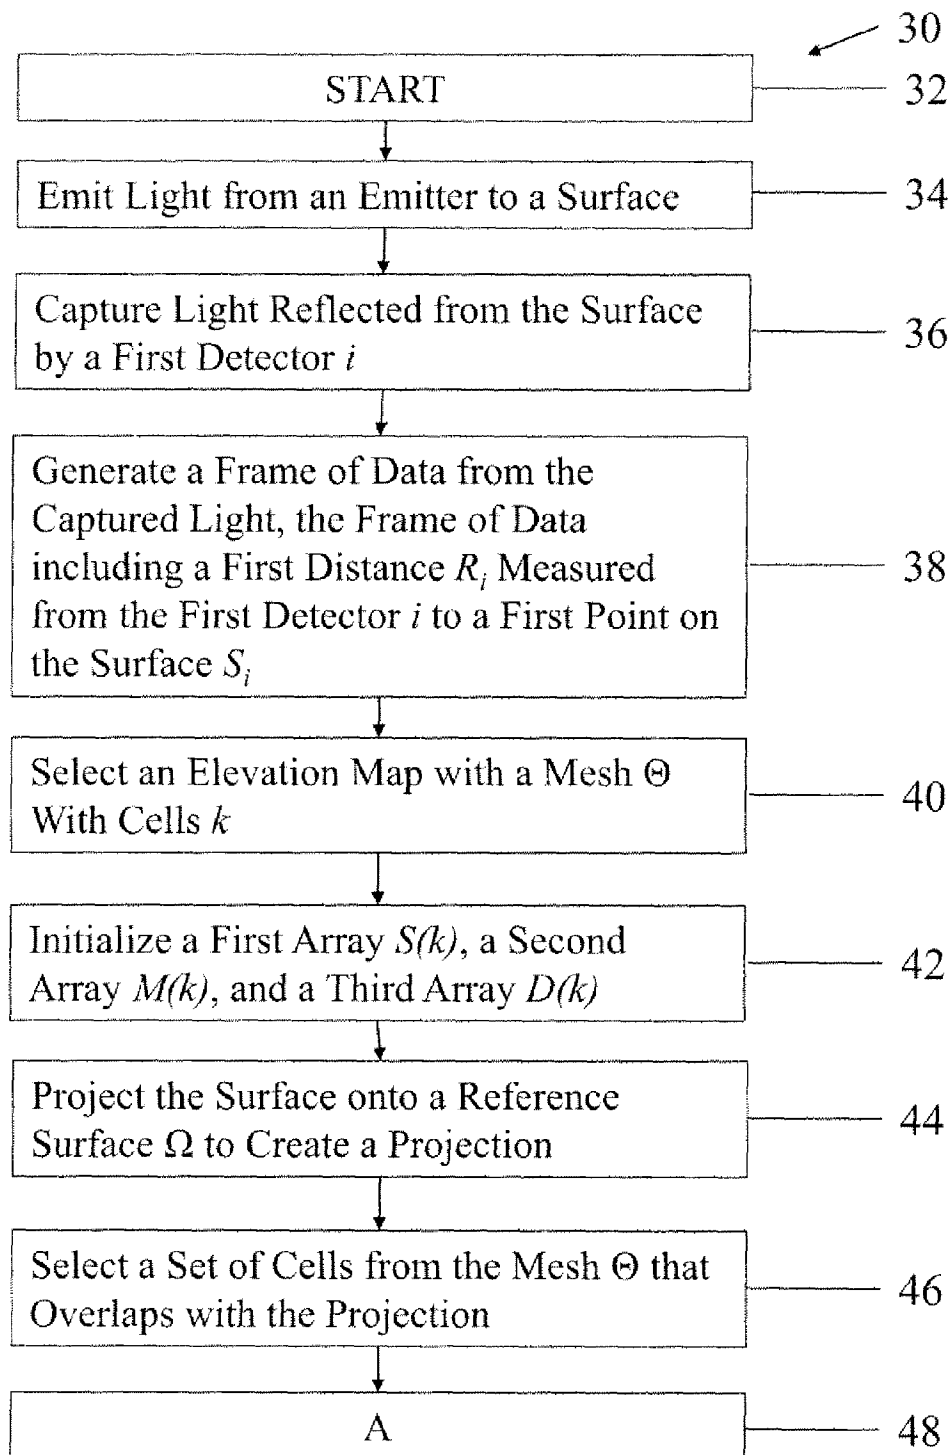 30
START
32
Emit Light from an Emitter to a Surface
34
Capture Light Reflected from the Surface
by a First Detector i
36
Generate a Frame of Data from the
Captured Light, the Frame of Data
including a First Distance Rᵢ Measured
from the First Detector i to a First Point on
the Surface Sᵢ
38
Select an Elevation Map with a Mesh Θ
With Cells k
40
Initialize a First Array S(k), a Second
Array M(k), and a Third Array D(k)
42
Project the Surface onto a Reference
Surface Ω to Create a Projection
44
Select a Set of Cells from the Mesh Θ that
Overlaps with the Projection
46
A
48